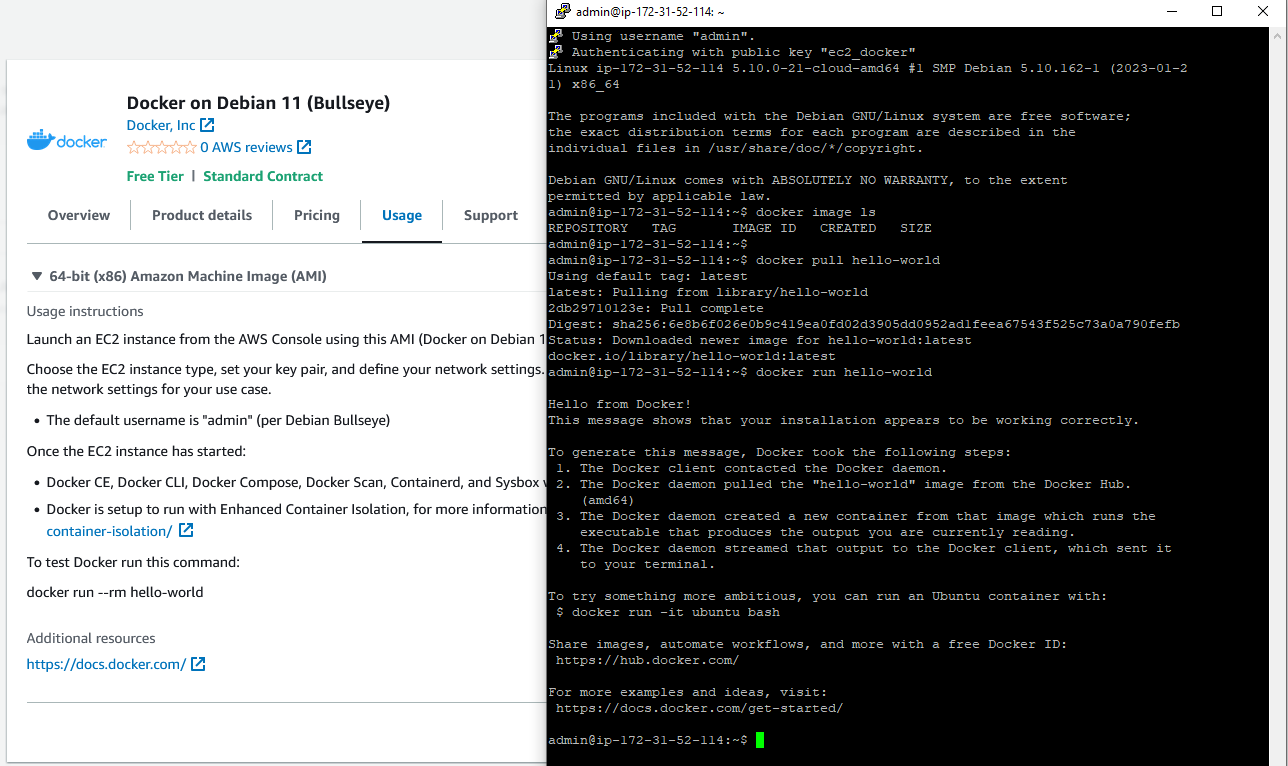 docker
Docker on Debian 11 (Bullseye)
Docker, Inc
0 AWS reviews
Free Tier | Standard Contract
Overview
Product details
Pricing
Usage
Support
64-bit (x86) Amazon Machine Image (AMI)
Usage instructions
Launch an EC2 instance from the AWS Console using this AMI (Docker on Debian 1
Choose the EC2 instance type, set your key pair, and define your network settings.
the network settings for your use case.
• The default username is "admin" (per Debian Bullseye)
Once the EC2 instance has started:
• Docker CE, Docker CLI, Docker Compose, Docker Scan, Containerd, and Sysbox
• Docker is setup to run with Enhanced Container Isolation, for more information
container-isolation/
To test Docker run this command:
docker run --rm hello-world
Additional resources
https://docs.docker.com/
admin@ip-172-31-52-114: ~
Using username "admin".
Authenticating with public key "ec2_docker"
Linux ip-172-31-52-114 5.10.0-21-cloud-amd64 #1 SMP Debian 5.10.162-1 (2023-01-2
1) x86_64
The programs included with the Debian GNU/Linux system are free software;
the exact distribution terms for each program are described in the
individual files in /usr/share/doc/*/copyright.
Debian GNU/Linux comes with ABSOLUTELY NO WARRANTY, to the extent
permitted by applicable law.
admin@ip-172-31-52-114:~$ docker image ls
REPOSITORY   TAG       IMAGE ID   CREATED   SIZE
admin@ip-172-31-52-114:~$
admin@ip-172-31-52-114:~$ docker pull hello-world
Using default tag: latest
latest: Pulling from library/hello-world
2db29710123e: Pull complete
Digest: sha256:6e8b6f026e0b9c419ea0fd02d3905dd0952ad1feea67543f525c73a0a790fefb
Status: Downloaded newer image for hello-world:latest
docker.io/library/hello-world:latest
admin@ip-172-31-52-114:~$ docker run hello-world
Hello from Docker!
This message shows that your installation appears to be working correctly.
To generate this message, Docker took the following steps:
1. The Docker client contacted the Docker daemon.
2. The Docker daemon pulled the "hello-world" image from the Docker Hub.
(amd64)
3. The Docker daemon created a new container from that image which runs the
executable that produces the output you are currently reading.
4. The Docker daemon streamed that output to the Docker client, which sent it
to your terminal.
To try something more ambitious, you can run an Ubuntu container with:
$ docker run -it ubuntu bash
Share images, automate workflows, and more with a free Docker ID:
https://hub.docker.com/
For more examples and ideas, visit:
https://docs.docker.com/get-started/
admin@ip-172-31-52-114:~$